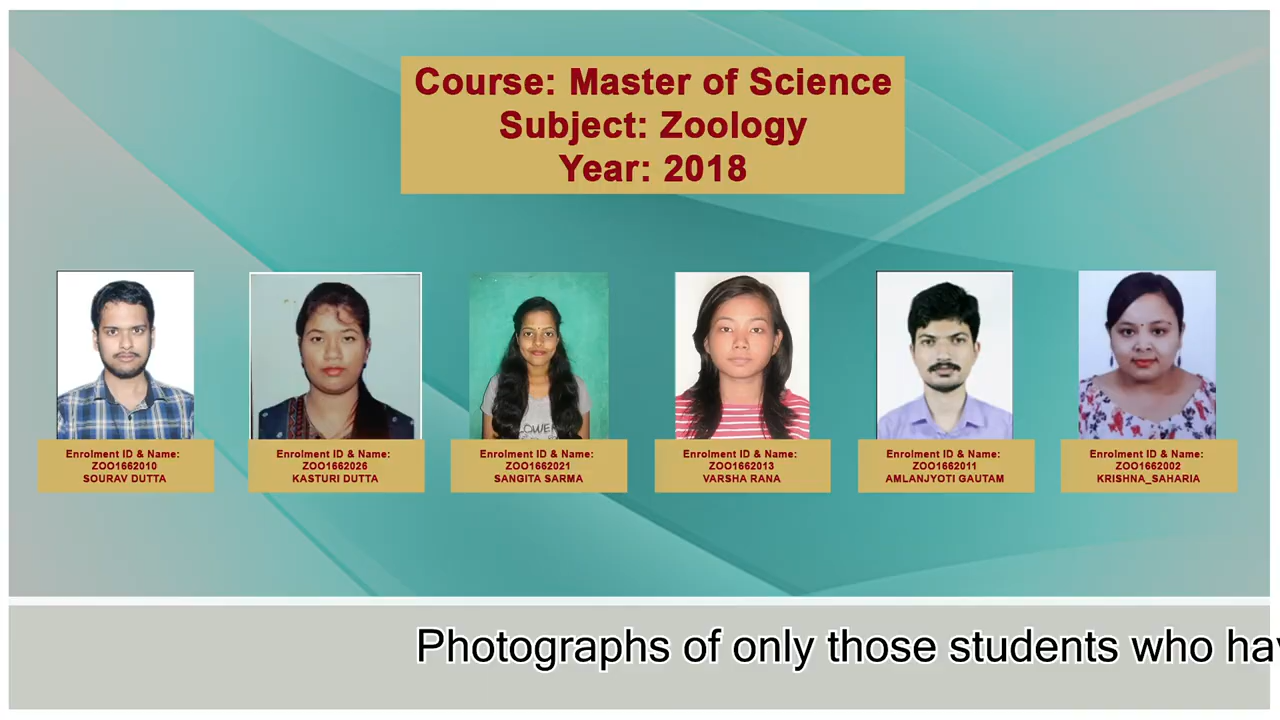 Course: Master of Science
Subject: Zoology
Year: 2018
Enrolment ID & Name:
ZOO1662010
SOURAV DUTTA
Enrolment ID & Name:
ZOO1662026
KASTURI DUTTA
LOWER
Enrolment ID & Name:
ZOO1662021
SANGITA SARMA
Enrolment ID & Name:
ZOO1662013
VARSHA RANA
Enrolment ID & Name:
ZOO1662011
AMLANJYOTI GAUTAM
Enrolment ID & Name:
ZOO1662002
KRISHNA_SAHARIA
Photographs of only those students who hav